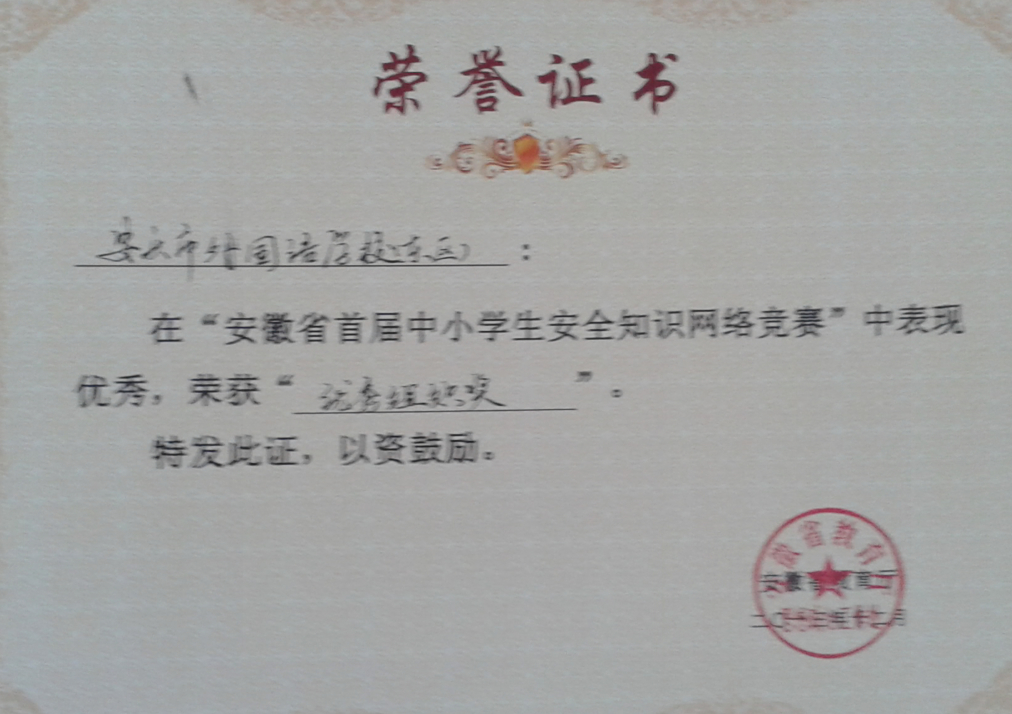 荣誉证书
市外国语学校(东区):
在“安徽省首届中小学生安全知识网络竞赛”中表现
优秀,荣获“优秀组织奖”。
特发此证,以资鼓励。
安徽省教育厅